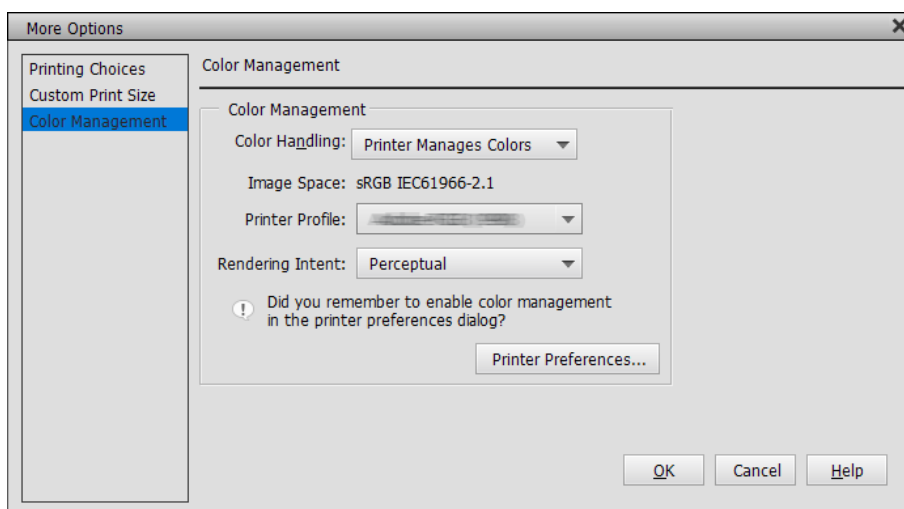 More Options
Printing Choices
Custom Print Size
Color Management
Color Management
Color Management
Color Handling: Printer Manages Colors
Image Space: sRGB IEC61966-2.1
Printer Profile:
Rendering Intent: Perceptual
Did you remember to enable color management
in the printer preferences dialog?
Printer Preferences...
OK Cancel Help